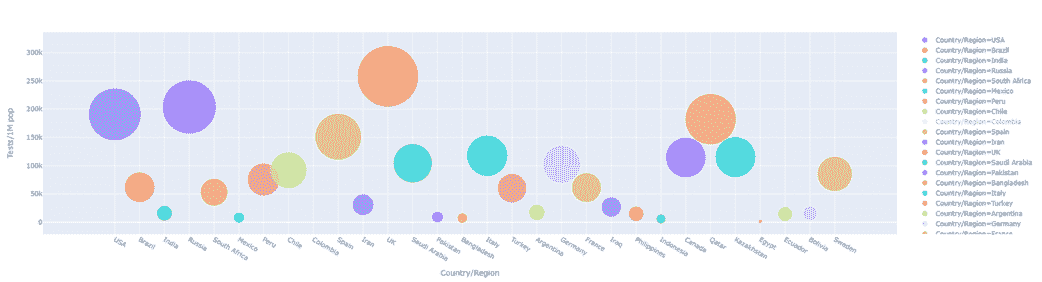 300k
250k
200k
150k
100k
50k
0
Tests/1M pop
USA
Brazil
India
Russia
South Africa
Mexico
Peru
Chile
Colombia
Spain
Iran
UK
Saudi Arabia
Pakistan
Bangladesh
Italy
Turkey
Argentina
Germany
France
Iraq
Philippines
Indonesia
Canada
Qatar
Kazakhstan
Egypt
Ecuador
Bolivia
Sweden
Country/Region
Country/Region=USA
Country/Region=Brazil
Country/Region=India
Country/Region=Russia
Country/Region=South Africa
Country/Region=Mexico
Country/Region=Peru
Country/Region=Chile
Country/Region=Colombia
Country/Region=Spain
Country/Region=Iran
Country/Region=UK
Country/Region=Saudi Arabia
Country/Region=Pakistan
Country/Region=Bangladesh
Country/Region=Italy
Country/Region=Turkey
Country/Region=Argentina
Country/Region=Germany
Country/Region=France